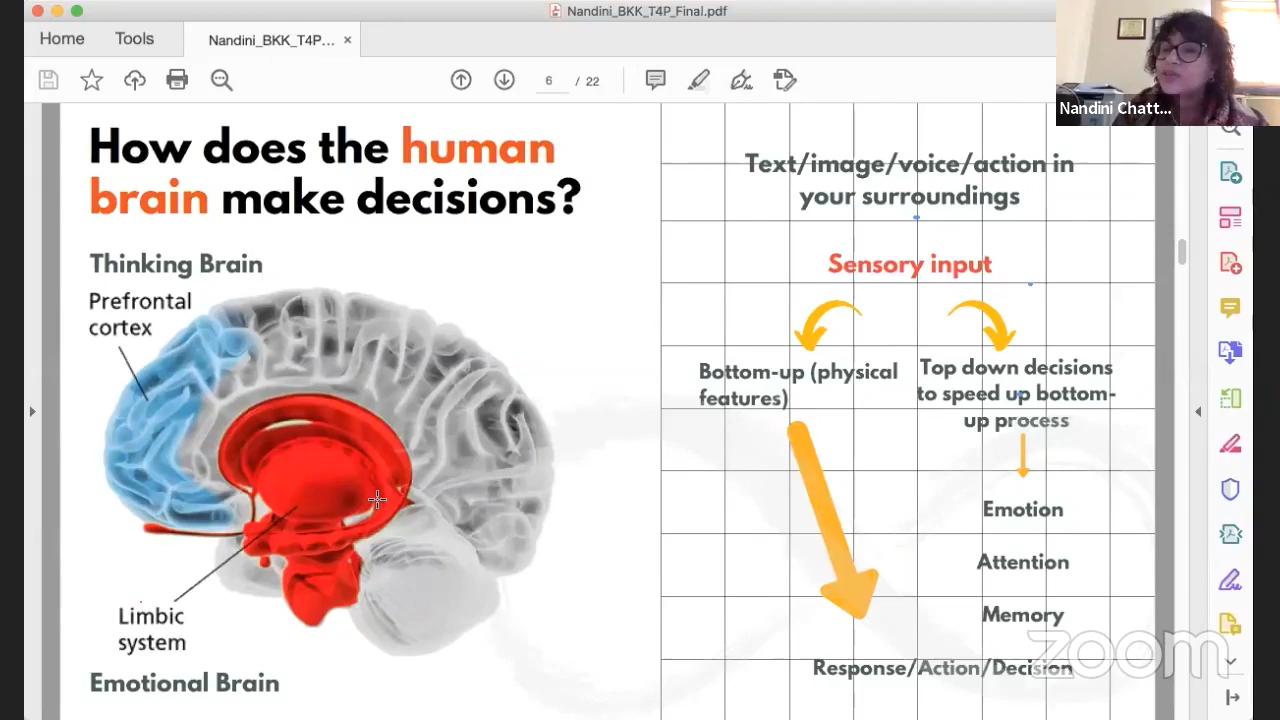 Nandini_BKK_T4P_Final.pdf
Home
Tools
Nandini_BKK_T4P... ×
6 / 22
Nandini Chatt...
How does the human
brain make decisions?
Thinking Brain
Prefrontal
cortex
Limbic
system
Emotional Brain
Text/image/voice/action in
your surroundings
Sensory input
Bottom-up (physical
features)
Top down decisions
to speed up bottom-
up process
Emotion
Attention
Memory
Response/Action/Decision
zoom